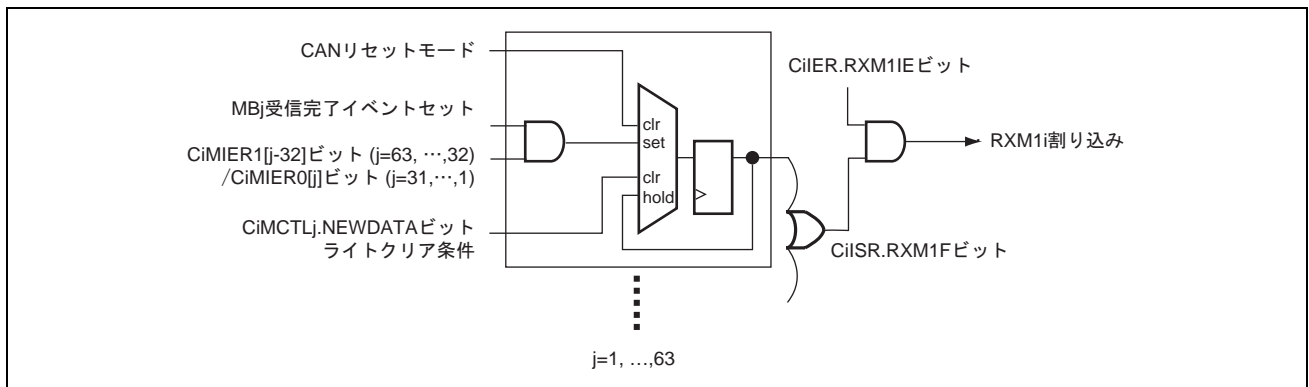 CANリセットモード
MBj受信完了イベントセット
CiMIER1[j-32]ビット (j=63, …,32)
/CiMIER0[j]ビット (j=31,…,1)
CiMCTLj.NEWDATAビット
ライトクリア条件
clr
set
clr
hold
CiIER.RXM1IEビット
RXM1i割り込み
CiISR.RXM1Fビット
j=1, …,63